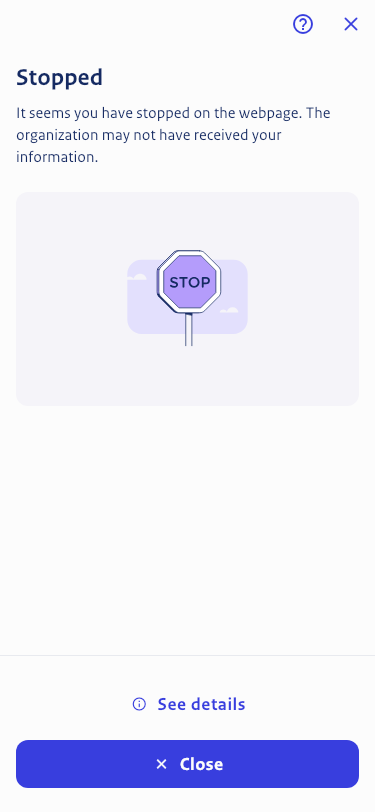 Stopped
It seems you have stopped on the webpage. The
organization may not have received your
information.
STOP
See details
Close